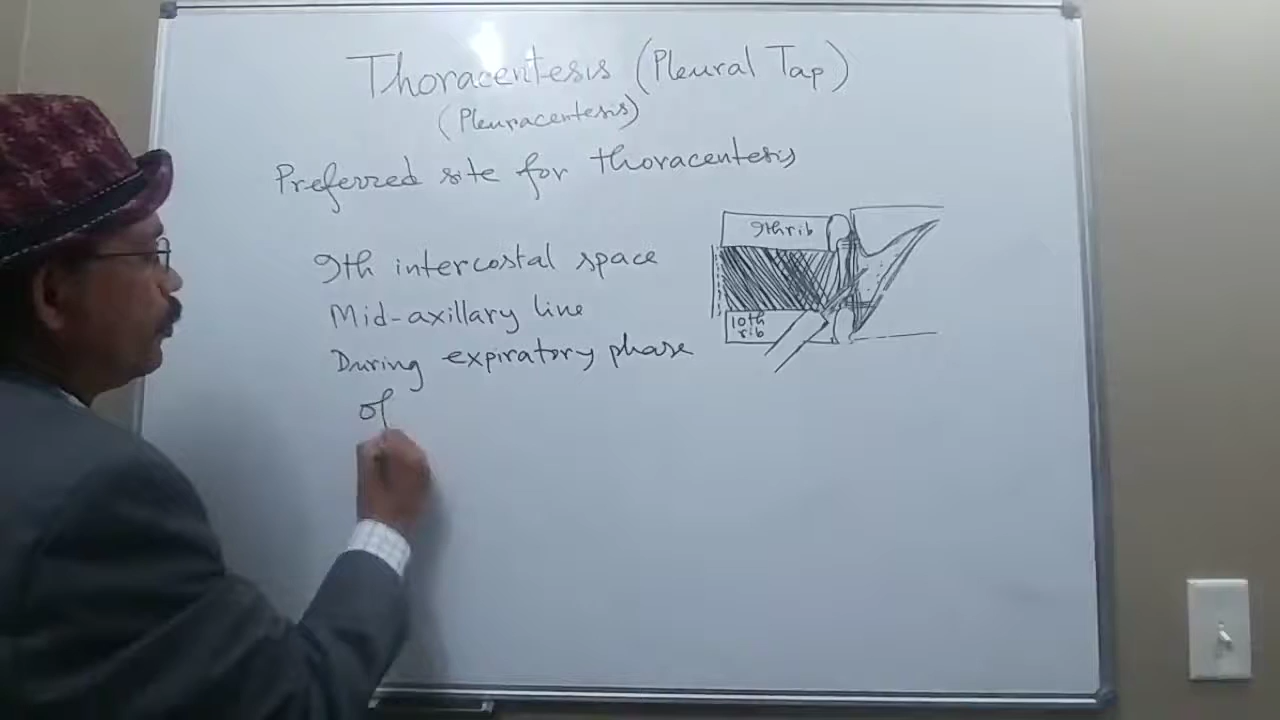 Thoracentesis (Pleural Tap)
(Pleuracentesis)
Preferred site for thoracentesis
9th intercostal space
Mid-axillary line
During expiratory phase
of
9th rib
10th
rib